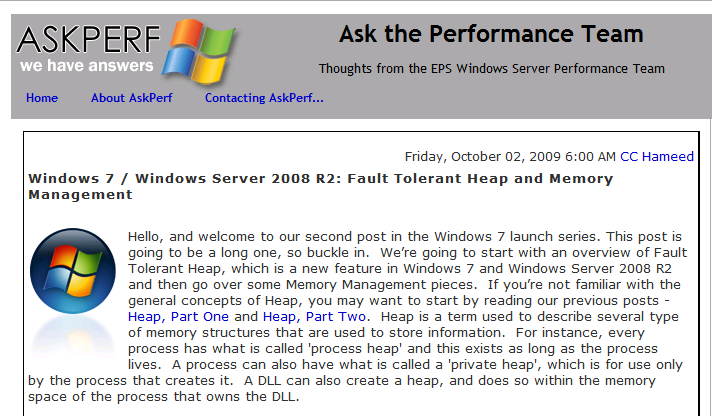 ASKPERF
we have answers
Ask the Performance Team
Thoughts from the EPS Windows Server Performance Team
Home About AskPerf Contacting AskPerf...
Friday, October 02, 2009 6:00 AM CC Hameed
Windows 7 / Windows Server 2008 R2: Fault Tolerant Heap and Memory
Management
Hello, and welcome to our second post in the Windows 7 launch series. This post is
going to be a long one, so buckle in.  We're going to start with an overview of Fault
Tolerant Heap, which is a new feature in Windows 7 and Windows Server 2008 R2
and then go over some Memory Management pieces.  If you're not familiar with the
general concepts of Heap, you may want to start by reading our previous posts -
Heap, Part One and Heap, Part Two.  Heap is a term used to describe several type
of memory structures that are used to store information.  For instance, every
process has what is called 'process heap' and this exists as long as the process
lives.  A process can also have what is called a 'private heap', which is for use only
by the process that creates it.  A DLL can also create a heap, and does so within the memory
space of the process that owns the DLL.